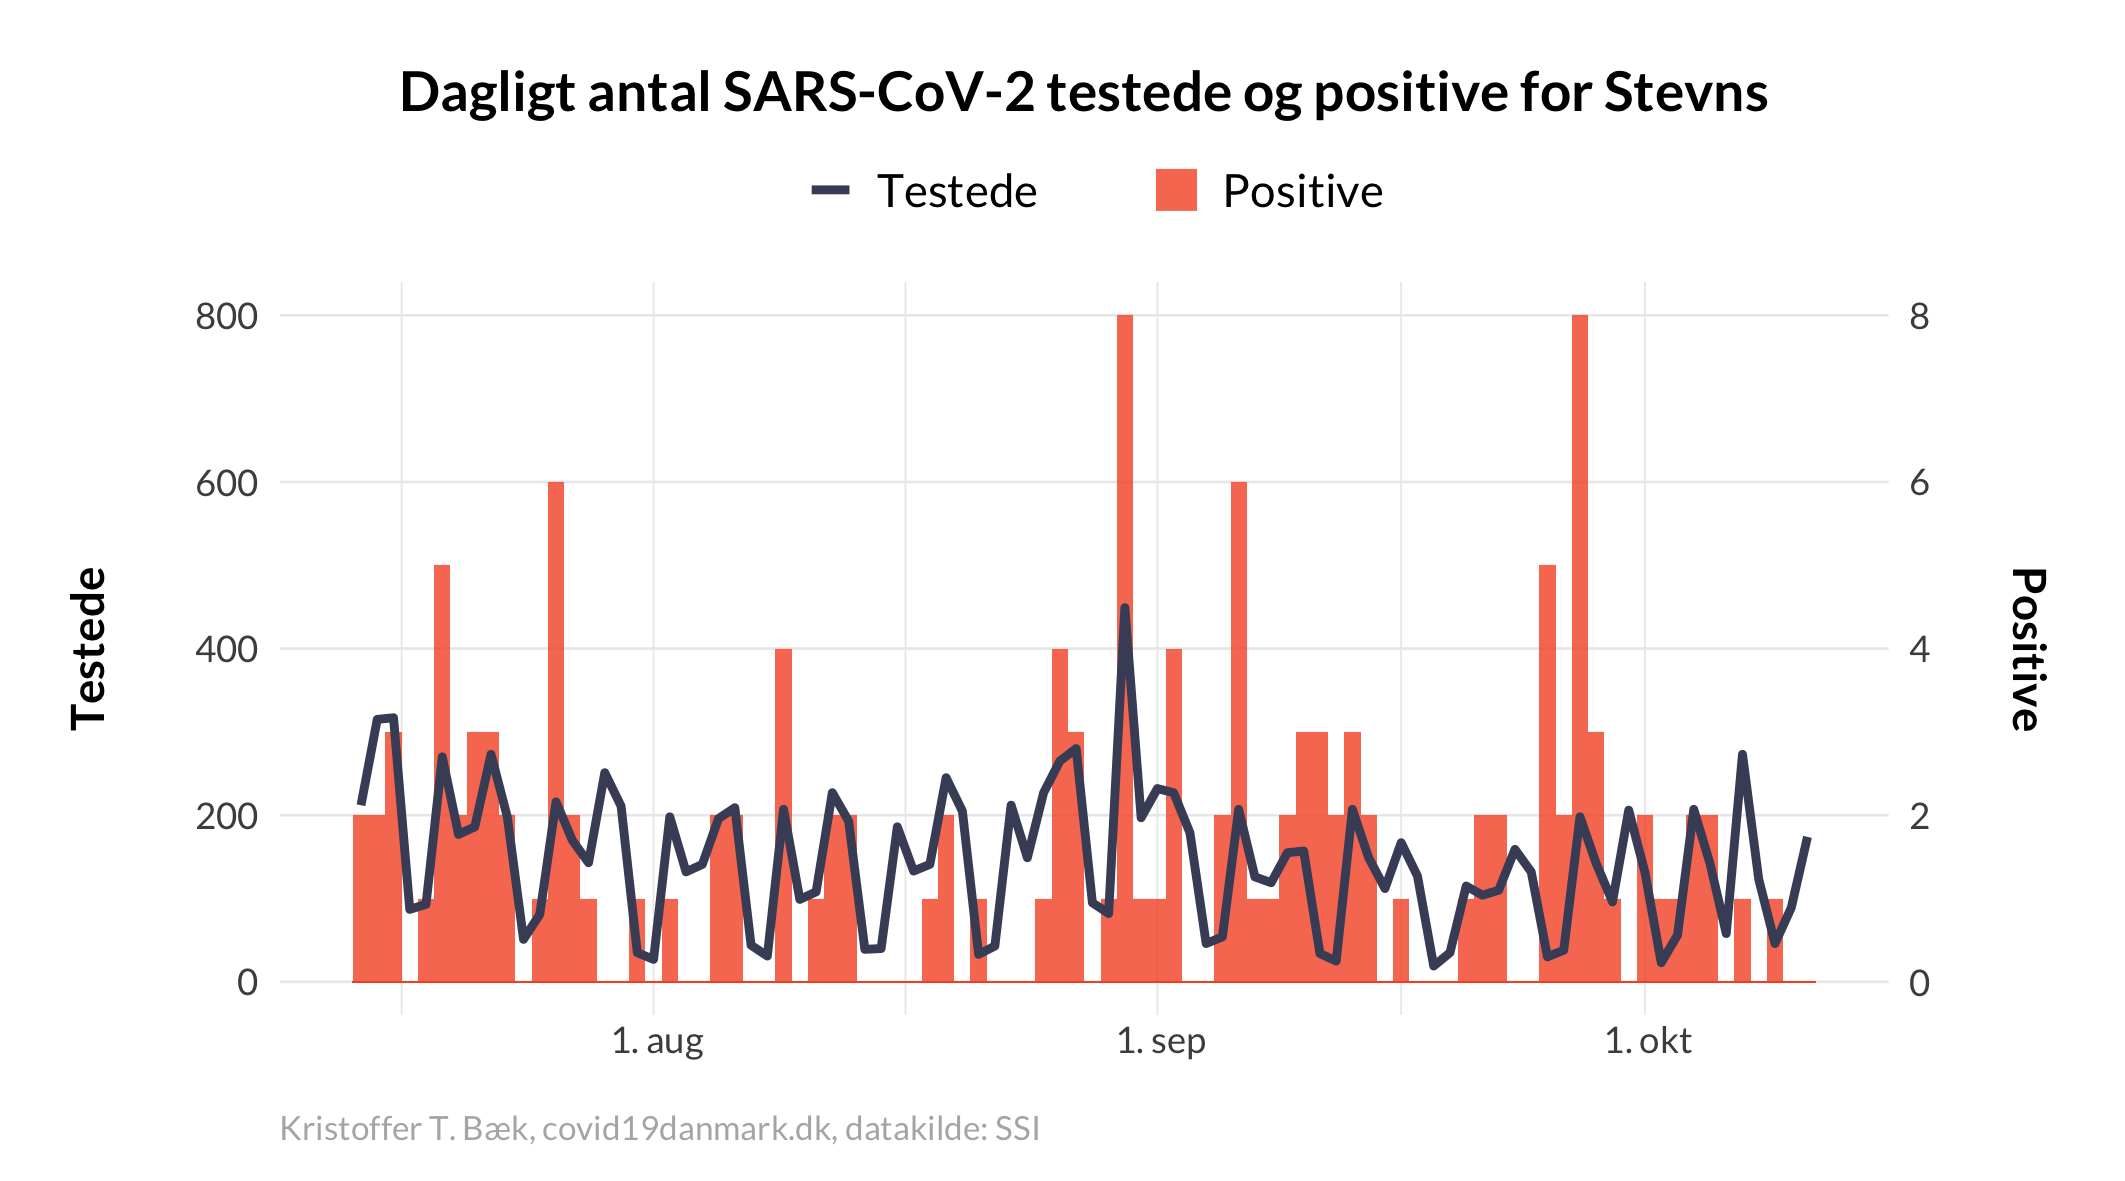 Dagligt antal SARS-CoV-2 testede og positive for Stevns
Testede
Positive
800
600
400
200
0
8
6
4
2
0
Testede
Positive
1. aug
1. sep
1. okt
Kristoffer T. Bæk, covid19danmark.dk, datakilde: SSI